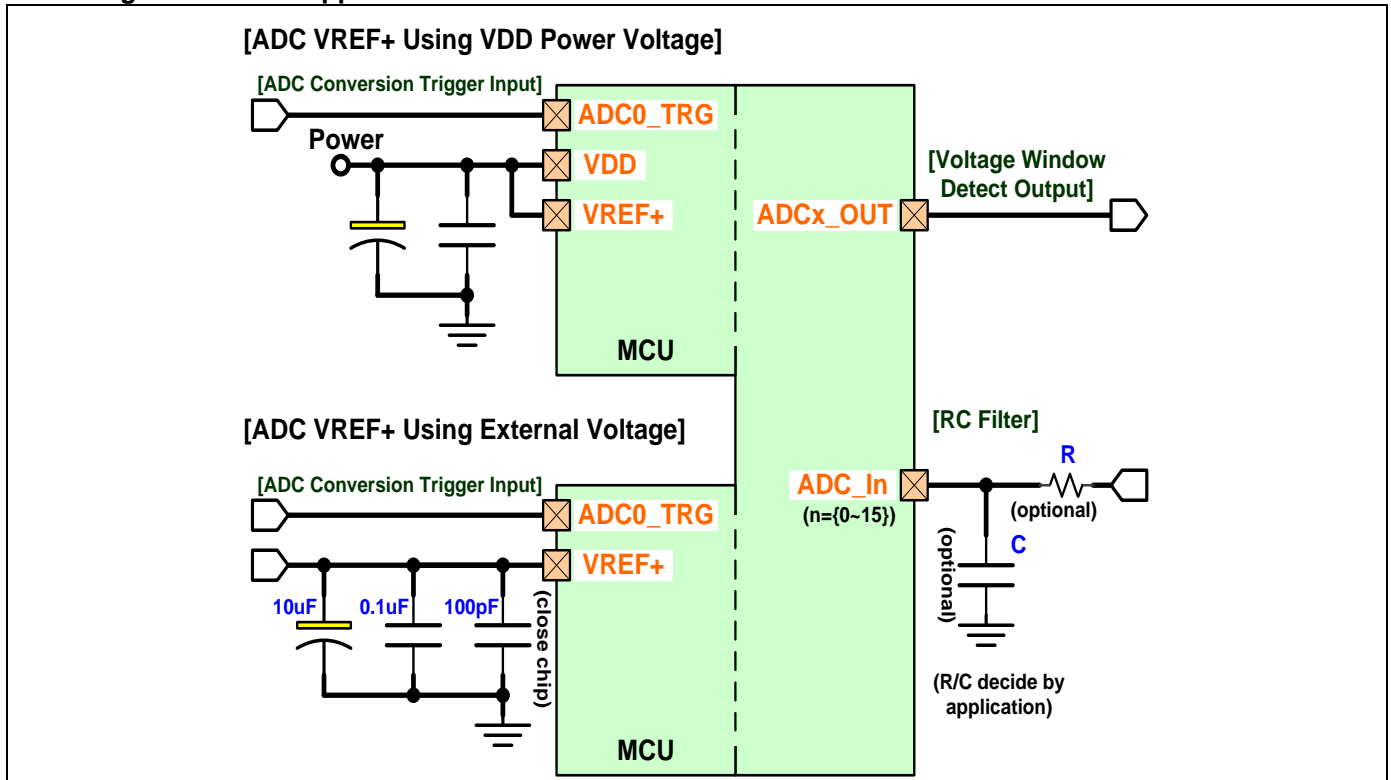 [ADC VREF+ Using VDD Power Voltage]
[ADC Conversion Trigger Input]
ADC0_TRG
Power
VDD
VREF+
MCU
ADCx_OUT
[Voltage Window
Detect Output]
[ADC VREF+ Using External Voltage]
[ADC Conversion Trigger Input]
ADC0_TRG
VREF+
10uF
0.1uF
100pF
(close chip)
MCU
[RC Filter]
ADC_In
(n={0~15})
R
(optional)
C
(optional)
(R/C decide by
application)